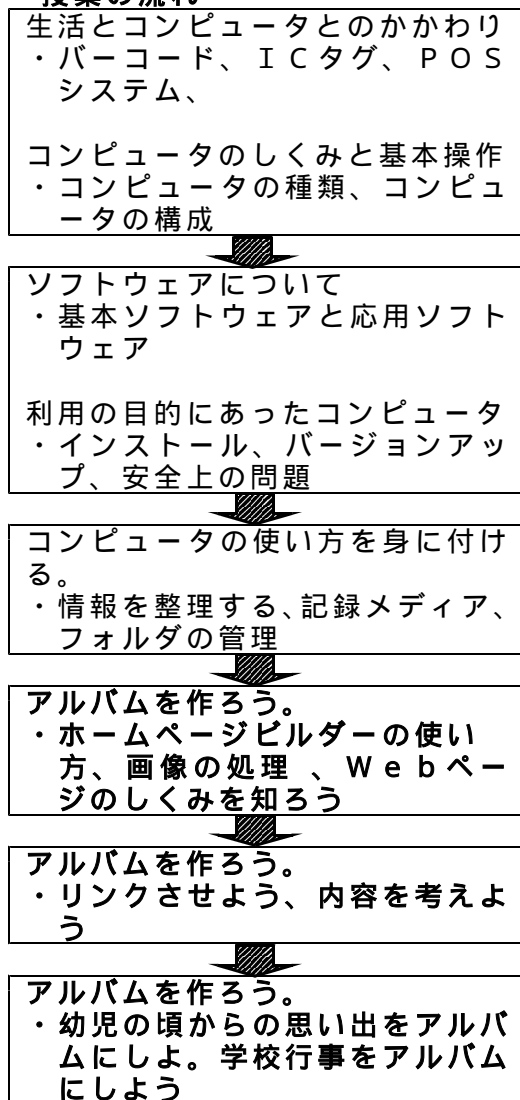 授業の流れ
生活とコンピュータとのかかわり
・バーコード、ＩＣタグ、ＰＯＳ
システム、
コンピュータのしくみと基本操作
・コンピュータの種類、コンピュ
ータの構成
ソフトウェアについて
・基本ソフトウェアと応用ソフト
ウェア
利用の目的にあったコンピュータ
・インストール、バージョンアッ
プ、安全上の問題
コンピュータの使い方を身に付け
る。
・情報を整理する、記録メディア、
フォルダの管理
アルバムを作ろう。
・ホームページビルダーの使い
方、画像の処理 、Ｗｅｂペー
ジのしくみを知ろう
アルバムを作ろう。
・リンクさせよう、内容を考えよ
う
アルバムを作ろう。
・幼児の頃からの思い出をアルバ
ムにしよ。学校行事をアルバム
にしよう